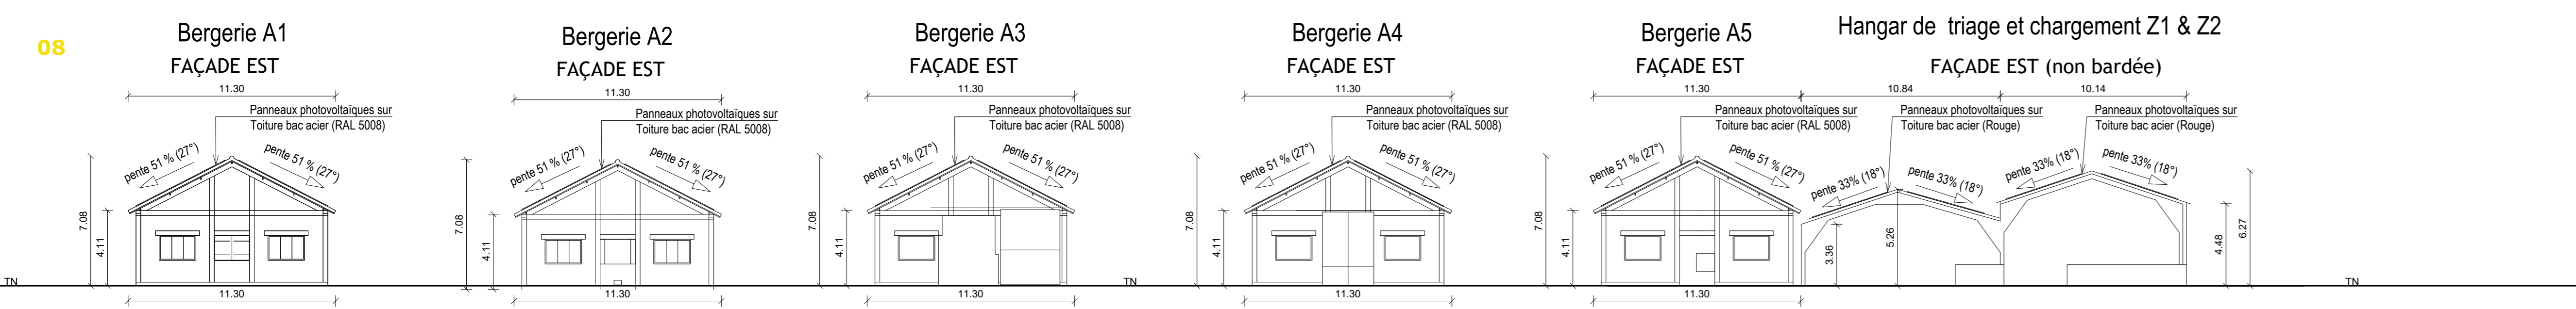 08
Bergerie A1
FAÇADE EST
11.30
Panneaux photovoltaïques sur
Toiture bac acier (RAL 5008)
pente 51 % (27°)
pente 51 % (27°)
7.08
4.11
TN
11.30
Bergerie A2
FAÇADE EST
11.30
Panneaux photovoltaïques sur
Toiture bac acier (RAL 5008)
pente 51 % (27°)
pente 51 % (27°)
7.08
4.11
11.30
Bergerie A3
FAÇADE EST
11.30
Panneaux photovoltaïques sur
Toiture bac acier (RAL 5008)
pente 51 % (27°)
pente 51 % (27°)
7.08
4.11
11.30
TN
Bergerie A4
FAÇADE EST
11.30
Panneaux photovoltaïques sur
Toiture bac acier (RAL 5008)
pente 51 % (27°)
pente 51 % (27°)
7.08
4.11
11.30
Bergerie A5
FAÇADE EST
11.30
Panneaux photovoltaïques sur
Toiture bac acier (RAL 5008)
pente 51 % (27°)
pente 51 % (27°)
7.08
4.11
11.30
Hangar de triage et chargement Z1 & Z2
FAÇADE EST (non bardée)
10.84
10.14
Panneaux photovoltaïques sur
Toiture bac acier (Rouge)
Panneaux photovoltaïques sur
Toiture bac acier (Rouge)
pente 33% (18°)
pente 33% (18°)
pente 33% (18°)
pente 33% (18°)
3.36
5.26
4.48
6.27
TN